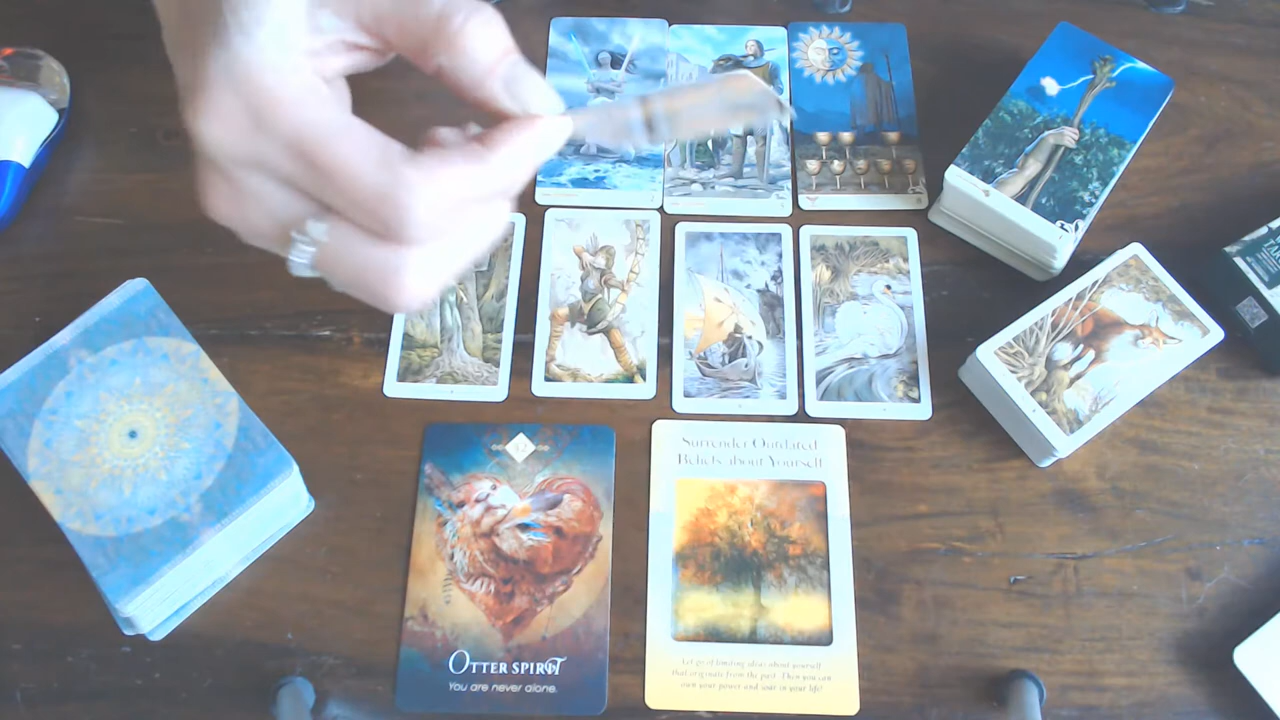 32
Surrender Outdated
Beliefs about Yourself
OTTER SPIRIT
You are never alone.
Let go of limiting ideas about yourself
that originate from the past. Then you can
own your power and soar in your life!